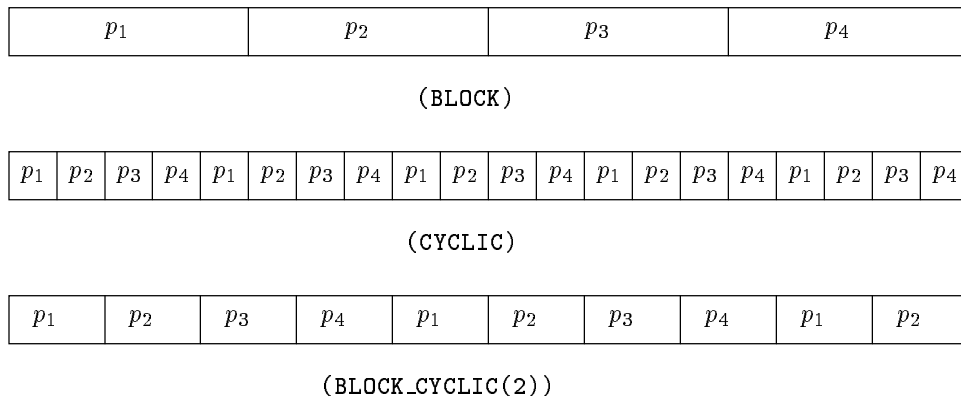 p1 p2 p3 p4
(BLOCK)
p1 p2 p3 p4 p1 p2 p3 p4 p1 p2 p3 p4 p1 p2 p3 p4 p1 p2 p3 p4
(CYCLIC)
p1 p2 p3 p4 p1 p2 p3 p4 p1 p2
(BLOCK_CYCLIC(2))